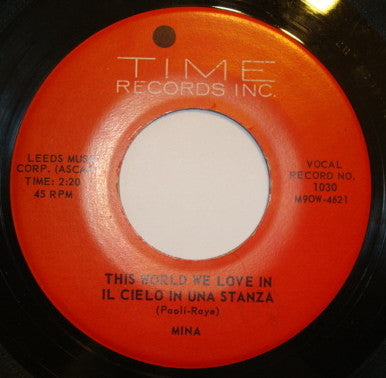 TIME
RECORDS INC.
LEEDS MUSIC
CORP. (ASCAP)
TIME: 2:20
45 RPM
VOCAL
RECORD NO.
1030
M9OW-4621
THIS WORLD WE LOVE IN
IL CIELO IN UNA STANZA
(Paoli-Raye)
MINA